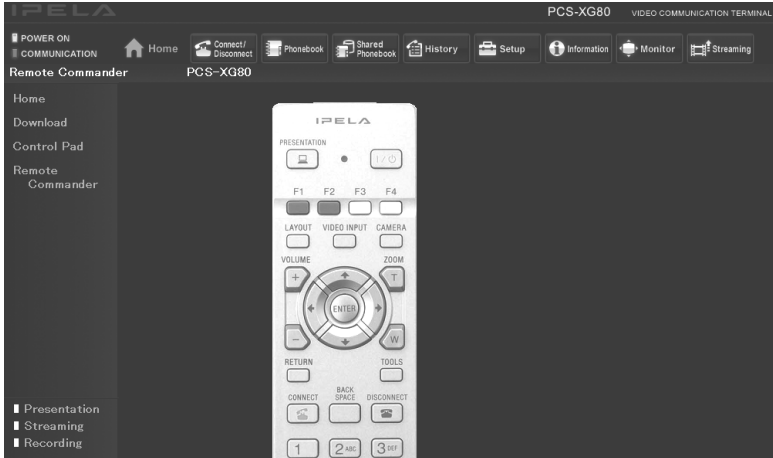 IPELA
PCS-XG80 VIDEO COMMUNICATION TERMINAL
POWER ON
COMMUNICATION
Home
Connect/
Disconnect
Phonebook
Shared
Phonebook
History
Setup
Information
Monitor
Streaming
Remote Commander PCS-XG80
Home
Download
Control Pad
Remote
Commander
Presentation
Streaming
Recording
IPELA
PRESENTATION
I/⏻
F1 F2 F3 F4
LAYOUT VIDEO INPUT CAMERA
VOLUME ZOOM
+ T
ENTER
− W
RETURN TOOLS
CONNECT BACK
SPACE DISCONNECT
1 2ABC 3DEF